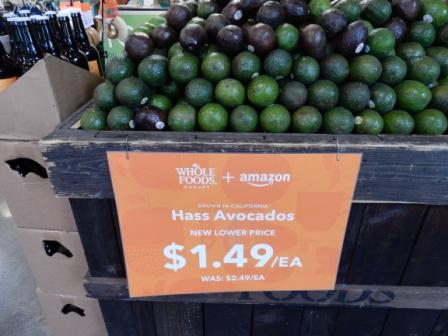 WHOLE FOODS MARKET + amazon
GROWN IN CALIFORNIA
Hass Avocados
NEW LOWER PRICE
$1.49/EA
WAS: $2.49/EA
FOODS